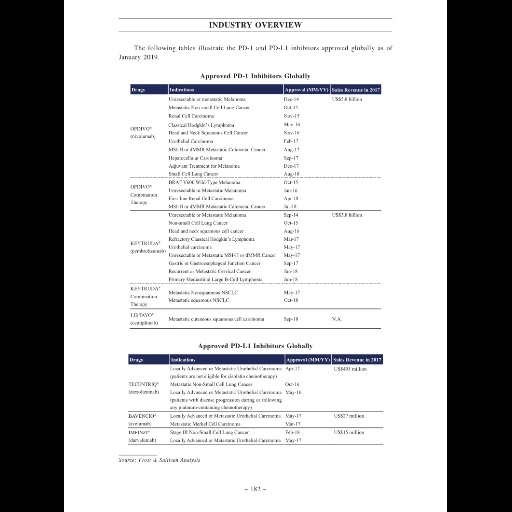 INDUSTRY OVERVIEW
The following tables illustrate the PD-1 and PD-L1 inhibitors approved globally as of
January 2019.
Approved PD-1 Inhibitors Globally
Drugs Indications Approval (MM/YY) Sales Revenue in 2017
Unresectable or metastatic Melanoma Dec-14 US$5.8 billion
Metastatic Non-small Cell Lung Cancer Oct-15
Renal Cell Carcinoma Nov-15
Classical Hodgkin's Lymphoma May-16
OPDIVO® Head and Neck Squamous Cell Cancer Nov-16
(nivolumab) Urothelial Carcinoma Feb-17
MSI-H or dMMR Metastatic Colorectal Cancer Aug-17
Hepatocellular Carcinoma Sep-17
Adjuvant Treatment for Melanoma Dec-17
Small Cell Lung Cancer Aug-18
OPDIVO® BRAF V600 Wild-Type Melanoma Oct-15
Combination Unresectable or Metastatic Melanoma Jan-16
Therapy First-line Renal Cell Carcinoma Apr-18
MSI-H or dMMR Metastatic Colorectal Cancer Jul-18
Unresectable or Metastatic Melanoma Sep-14 US$3.8 billion
Non-small Cell Lung Cancer Oct-15
Head and neck squamous cell cancer Aug-16
KEYTRUDA® Refractory Classical Hodgkin's Lymphoma Mar-17
(pembrolizumab) Urothelial carcinoma May-17
Unresectable or Metastatic MSI-H or dMMR Cancer May-17
Gastric or Gastroesophageal Junction Cancer Sep-17
Recurrent or Metastatic Cervical Cancer Jun-18
Primary Mediastinal Large B-Cell Lymphoma Jun-18
KEYTRUDA®
Combination Metastatic Nonsquamous NSCLC May-17
Therapy Metastatic squamous NSCLC Oct-18
LIBTAYO®
(cemiplimab) Metastatic cutaneous squamous cell carcinoma Sep-18 N.A.
Approved PD-L1 Inhibitors Globally
Drugs Indications Approval (MM/YY) Sales Revenue in 2017
Locally Advanced or Metastatic Urothelial Carcinoma Apr-17 US$495 million
(patients are not eligible for cisplatin chemotherapy)
TECENTRIQ® Metastatic Non-Small Cell Lung Cancer Oct-16
(atezolizumab) Locally Advanced or Metastatic Urothelial Carcinoma May-16
(patients with disease progression during or following
any platinum-containing chemotherapy)
BAVENCIO® Locally Advanced or Metastatic Urothelial Carcinoma May-17 US$27 million
(avelumab) Metastatic Merkel Cell Carcinoma Mar-17
IMFINZI® Stage III Non-Small Cell Lung Cancer Feb-18 US$15 million
(durvalumab) Locally Advanced or Metastatic Urothelial Carcinoma May-17
Source: Frost & Sullivan Analysis
– 182 –